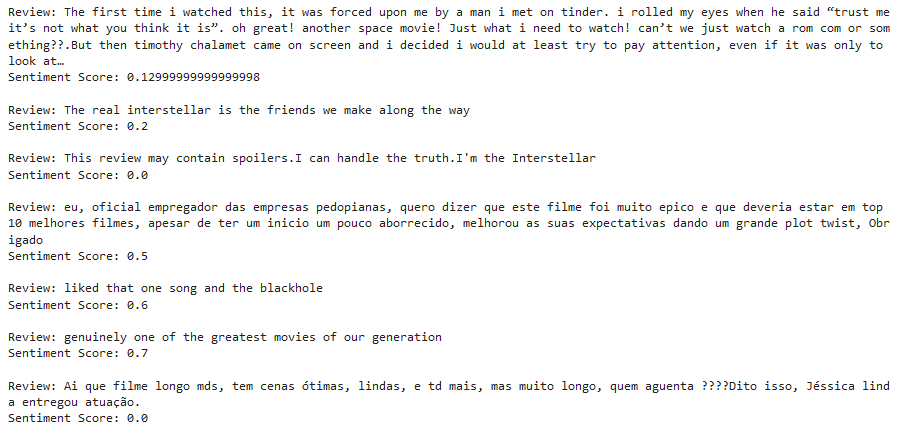 Review: The first time i watched this, it was forced upon me by a man i met on tinder. i rolled my eyes when he said “trust me
it’s not what you think it is”. oh great! another space movie! Just what i need to watch! can’t we just watch a rom com or som
ething??.But then timothy chalamet came on screen and i decided i would at least try to pay attention, even if it was only to
look at…
Sentiment Score: 0.12999999999999998
Review: The real interstellar is the friends we make along the way
Sentiment Score: 0.2
Review: This review may contain spoilers.I can handle the truth.I'm the Interstellar
Sentiment Score: 0.0
Review: eu, oficial empregador das empresas pedopianas, quero dizer que este filme foi muito epico e que deveria estar em top
10 melhores filmes, apesar de ter um inicio um pouco aborrecido, melhorou as suas expectativas dando um grande plot twist, Obr
igado
Sentiment Score: 0.5
Review: liked that one song and the blackhole
Sentiment Score: 0.6
Review: genuinely one of the greatest movies of our generation
Sentiment Score: 0.7
Review: Ai que filme longo mds, tem cenas ótimas, lindas, e td mais, mas muito longo, quem aguenta ????Dito isso, Jéssica lind
a entregou atuação.
Sentiment Score: 0.0